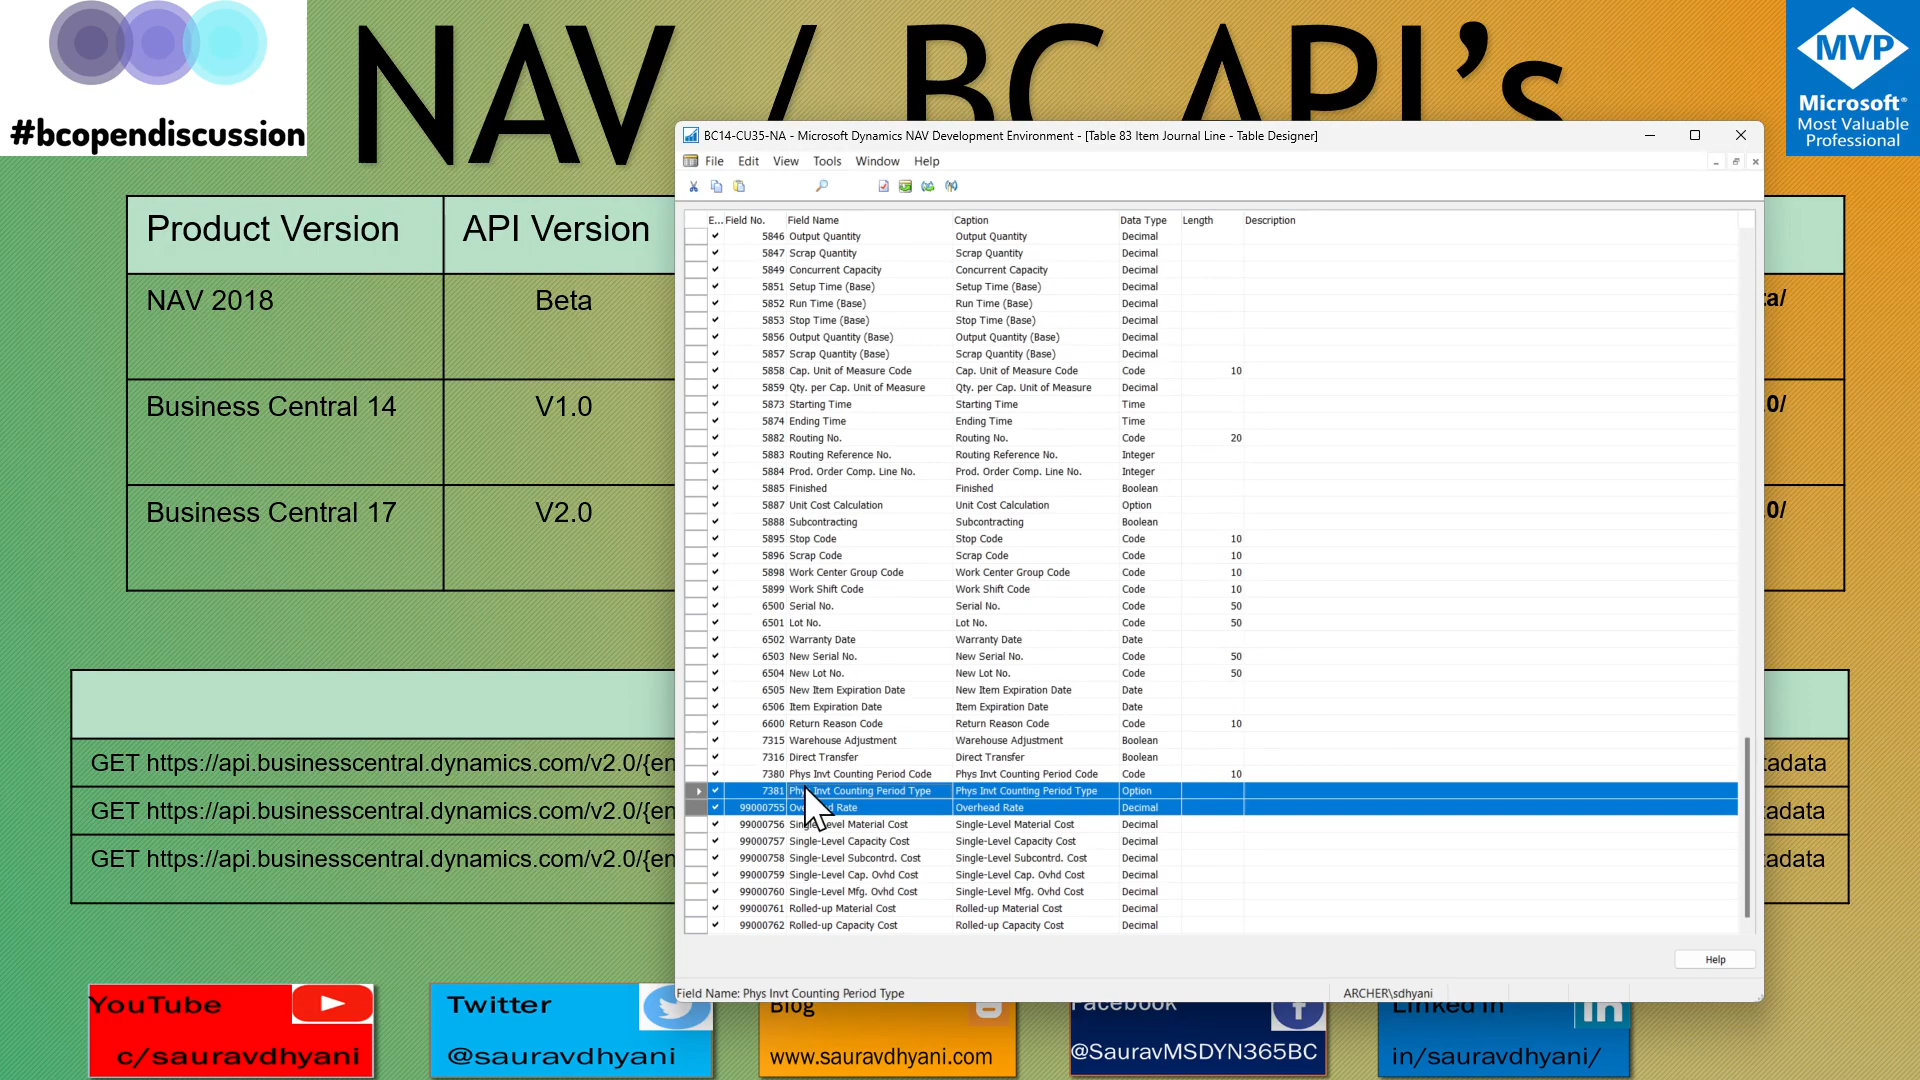 NAV / BC API's
#bcopendiscussion
MVP
Microsoft®
Most Valuable
Professional
Product Version API Version
NAV 2018 Beta
Business Central 14 V1.0
Business Central 17 V2.0
GET https://api.businesscentral.dynamics.com/v2.0/{en
GET https://api.businesscentral.dynamics.com/v2.0/{en
GET https://api.businesscentral.dynamics.com/v2.0/{en
BC14-CU35-NA - Microsoft Dynamics NAV Development Environment - [Table 83 Item Journal Line - Table Designer]
File Edit View Tools Window Help
E... Field No. Field Name Caption Data Type Length Description
5846 Output Quantity Output Quantity Decimal
5847 Scrap Quantity Scrap Quantity Decimal
5849 Concurrent Capacity Concurrent Capacity Decimal
5851 Setup Time (Base) Setup Time (Base) Decimal
5852 Run Time (Base) Run Time (Base) Decimal
5853 Stop Time (Base) Stop Time (Base) Decimal
5856 Output Quantity (Base) Output Quantity (Base) Decimal
5857 Scrap Quantity (Base) Scrap Quantity (Base) Decimal
5858 Cap. Unit of Measure Code Cap. Unit of Measure Code Code 10
5859 Qty. per Cap. Unit of Measure Qty. per Cap. Unit of Measure Decimal
5873 Starting Time Starting Time Time
5874 Ending Time Ending Time Time
5882 Routing No. Routing No. Code 20
5883 Routing Reference No. Routing Reference No. Integer
5884 Prod. Order Comp. Line No. Prod. Order Comp. Line No. Integer
5885 Finished Finished Boolean
5887 Unit Cost Calculation Unit Cost Calculation Option
5888 Subcontracting Subcontracting Boolean
5895 Stop Code Stop Code Code 10
5896 Scrap Code Scrap Code Code 10
5898 Work Center Group Code Work Center Group Code Code 10
5899 Work Shift Code Work Shift Code Code 10
6500 Serial No. Serial No. Code 50
6501 Lot No. Lot No. Code 50
6502 Warranty Date Warranty Date Date
6503 New Serial No. New Serial No. Code 50
6504 New Lot No. New Lot No. Code 50
6505 New Item Expiration Date New Item Expiration Date Date
6506 Item Expiration Date Item Expiration Date Date
6600 Return Reason Code Return Reason Code Code 10
7315 Warehouse Adjustment Warehouse Adjustment Boolean
7316 Direct Transfer Direct Transfer Boolean
7380 Phys Invt Counting Period Code Phys Invt Counting Period Code Code 10
7381 Phys Invt Counting Period Type Phys Invt Counting Period Type Option
99000755 Overhead Rate Overhead Rate Decimal
99000756 Single-Level Material Cost Single-Level Material Cost Decimal
99000757 Single-Level Capacity Cost Single-Level Capacity Cost Decimal
99000758 Single-Level Subcontrd. Cost Single-Level Subcontrd. Cost Decimal
99000759 Single-Level Cap. Ovhd Cost Single-Level Cap. Ovhd Cost Decimal
99000760 Single-Level Mfg. Ovhd Cost Single-Level Mfg. Ovhd Cost Decimal
99000761 Rolled-up Material Cost Rolled-up Material Cost Decimal
99000762 Rolled-up Capacity Cost Rolled-up Capacity Cost Decimal
Help
Field Name: Phys Invt Counting Period Type ARCHER\sdhyani
ta/
.0/
.0/
tadata
tadata
tadata
YouTube
c/sauravdhyani
Twitter
@sauravdhyani
Blog
www.sauravdhyani.com
Facebook
@SauravMSDYN365BC
Linked in
in/sauravdhyani/